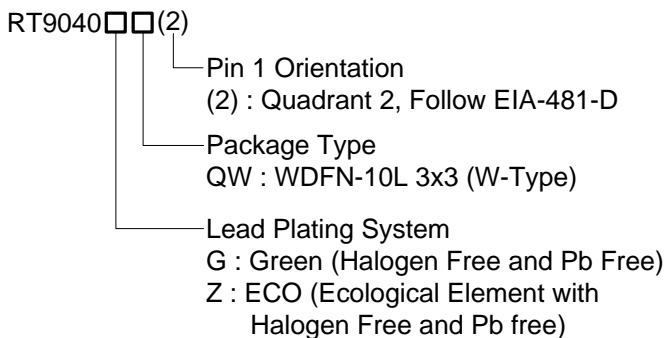 RT9040□□(2)
Pin 1 Orientation
(2) : Quadrant 2, Follow EIA-481-D
Package Type
QW : WDFN-10L 3x3 (W-Type)
Lead Plating System
G : Green (Halogen Free and Pb Free)
Z : ECO (Ecological Element with
Halogen Free and Pb free)